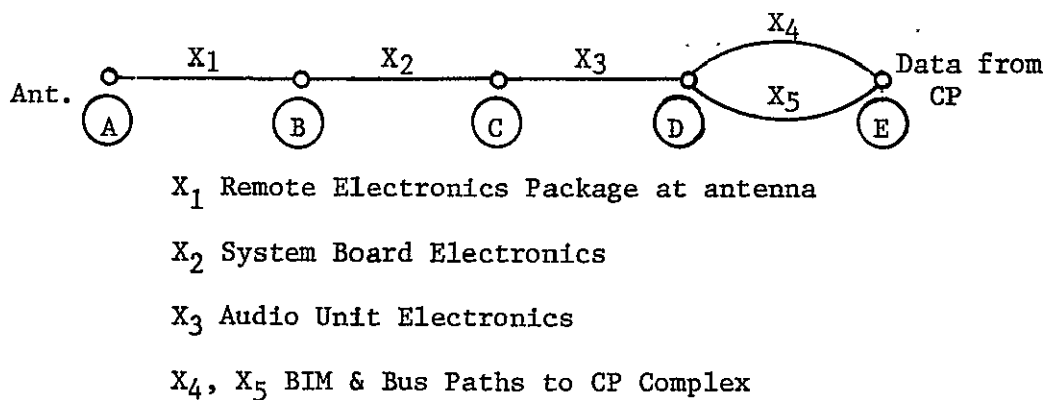 X4
X1 X2 X3 Data from
Ant. X5 CP
A B C D E
X1 Remote Electronics Package at antenna
X2 System Board Electronics
X3 Audio Unit Electronics
X4, X5 BIM & Bus Paths to CP Complex